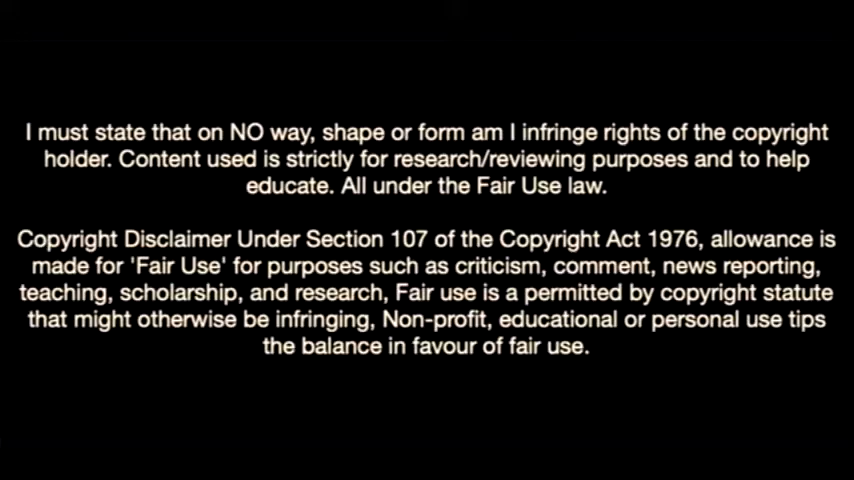 I must state that on NO way, shape or form am I infringe rights of the copyright
holder. Content used is strictly for research/reviewing purposes and to help
educate. All under the Fair Use law.
Copyright Disclaimer Under Section 107 of the Copyright Act 1976, allowance is
made for 'Fair Use' for purposes such as criticism, comment, news reporting,
teaching, scholarship, and research, Fair use is a permitted by copyright statute
that might otherwise be infringing, Non-profit, educational or personal use tips
the balance in favour of fair use.